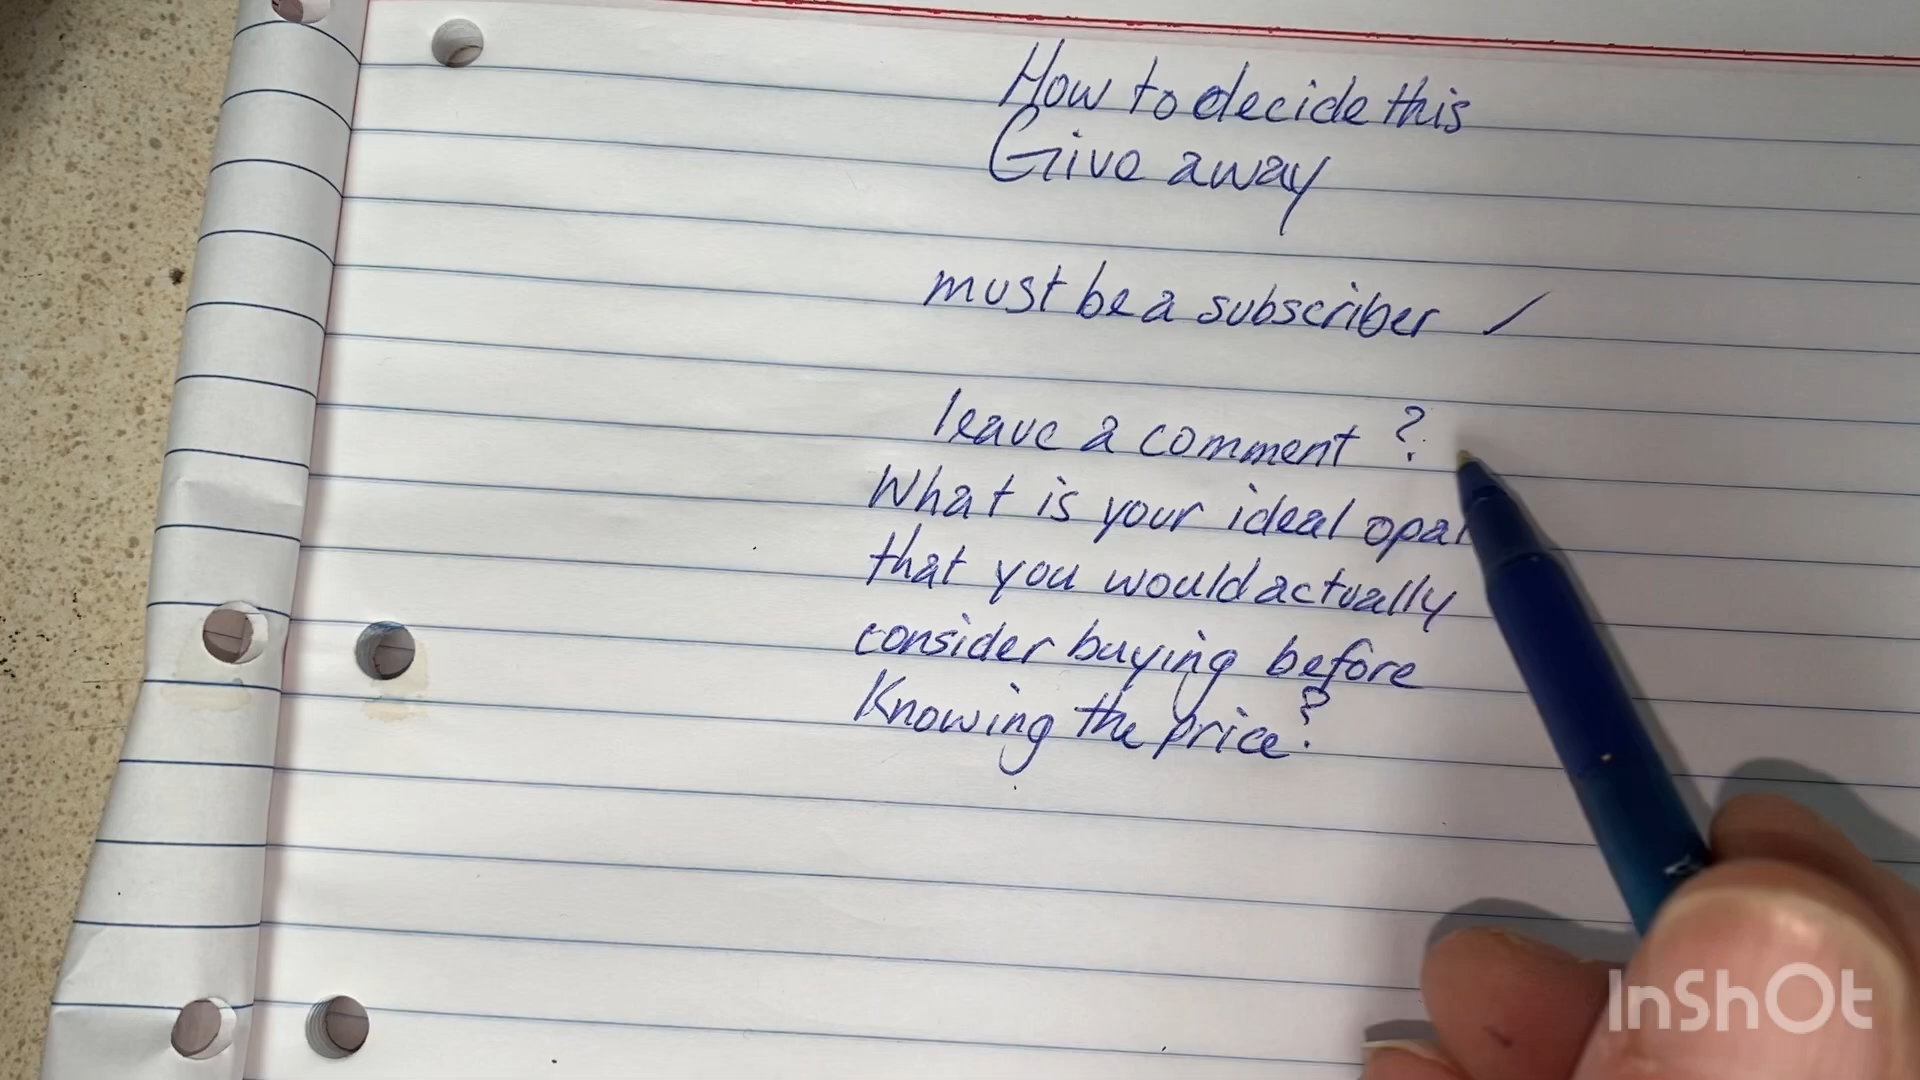 How to decide this
Give away
must be a subscriber /
leave a comment ?
What is your ideal opal
that you would actually
consider buying before
Knowing the price?
InShOt